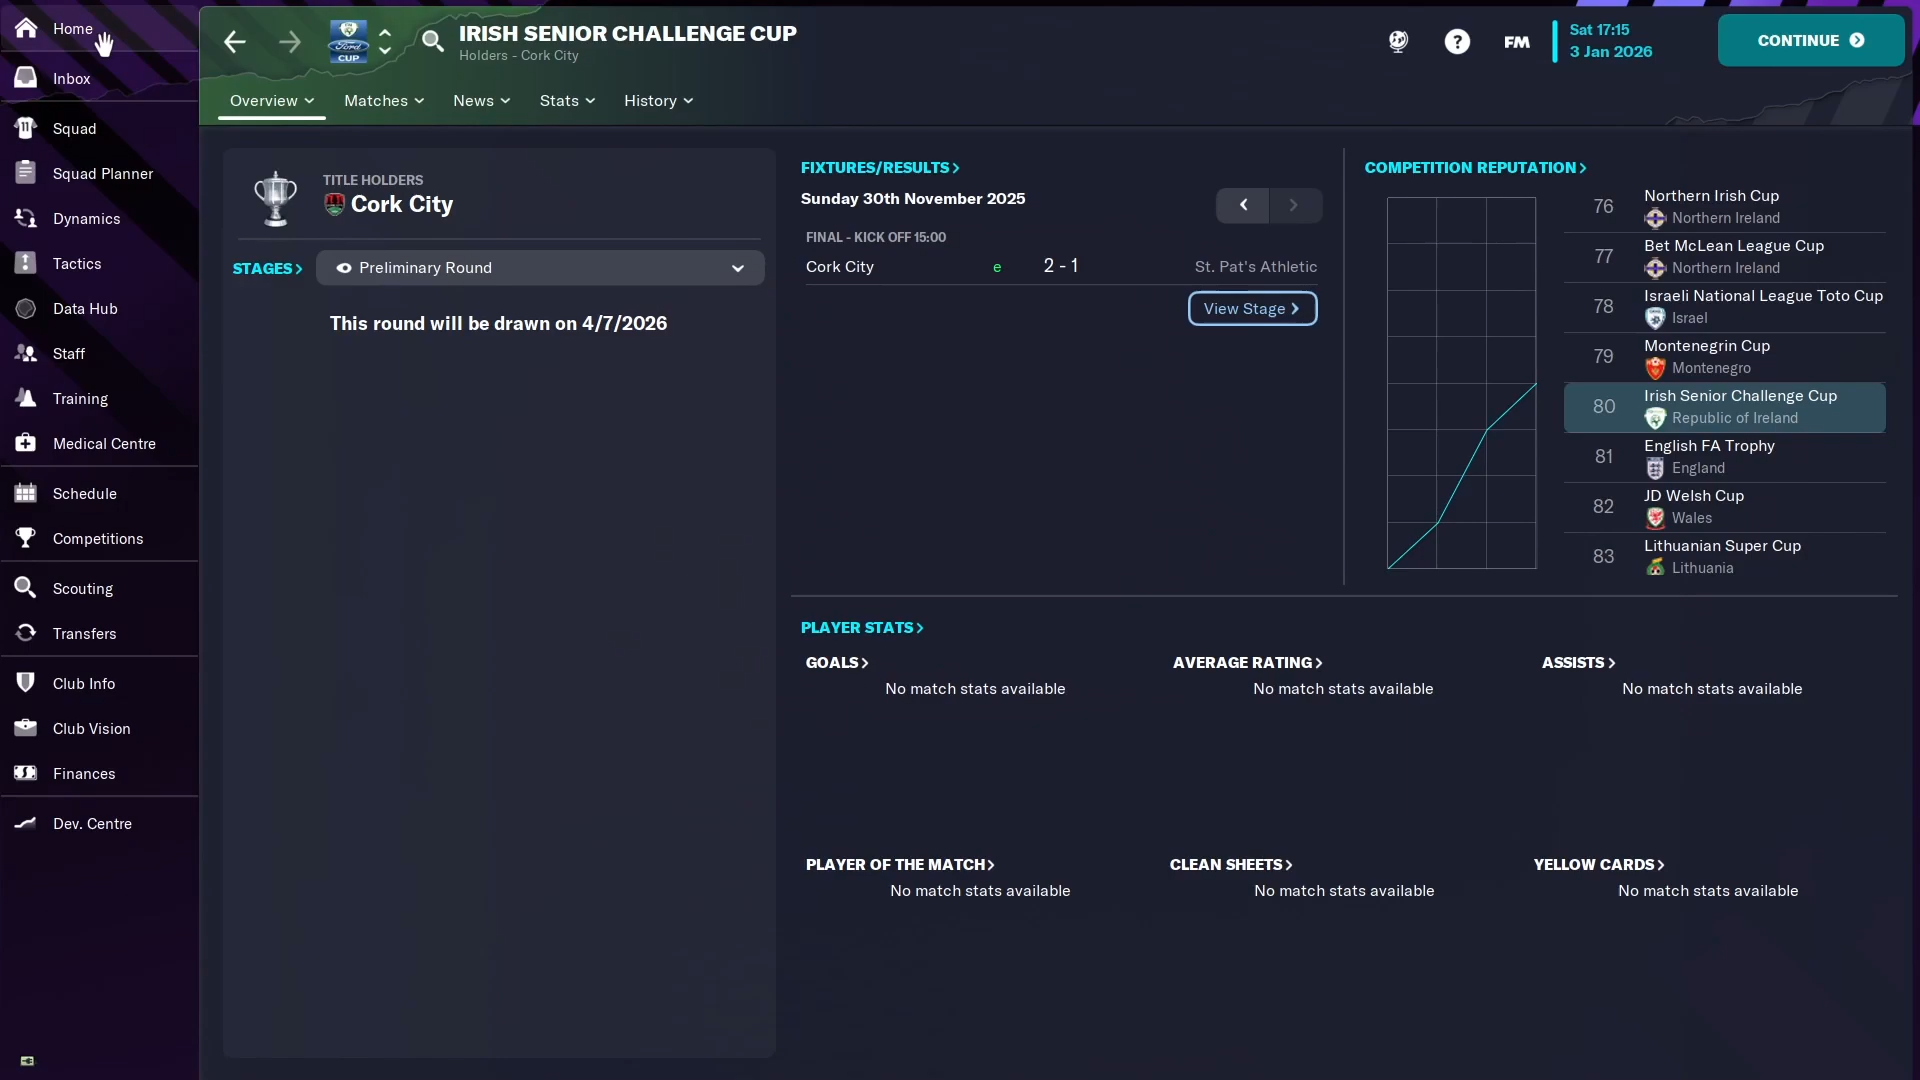 Home
Inbox
Squad
Squad Planner
Dynamics
Tactics
Data Hub
Staff
Training
Medical Centre
Schedule
Competitions
Scouting
Transfers
Club Info
Club Vision
Finances
Dev. Centre
Ford
CUP
IRISH SENIOR CHALLENGE CUP
Holders - Cork City
?
FM
Sat 17:15
3 Jan 2026
CONTINUE
Overview
Matches
News
Stats
History
TITLE HOLDERS
Cork City
STAGES
Preliminary Round
This round will be drawn on 4/7/2026
FIXTURES/RESULTS
Sunday 30th November 2025
FINAL - KICK OFF 15:00
Cork City e 2 - 1 St. Pat's Athletic
View Stage
COMPETITION REPUTATION
76 Northern Irish Cup
Northern Ireland
77 Bet McLean League Cup
Northern Ireland
78 Israeli National League Toto Cup
Israel
79 Montenegrin Cup
Montenegro
80 Irish Senior Challenge Cup
Republic of Ireland
81 English FA Trophy
England
82 JD Welsh Cup
Wales
83 Lithuanian Super Cup
Lithuania
PLAYER STATS
GOALS
No match stats available
AVERAGE RATING
No match stats available
ASSISTS
No match stats available
PLAYER OF THE MATCH
No match stats available
CLEAN SHEETS
No match stats available
YELLOW CARDS
No match stats available